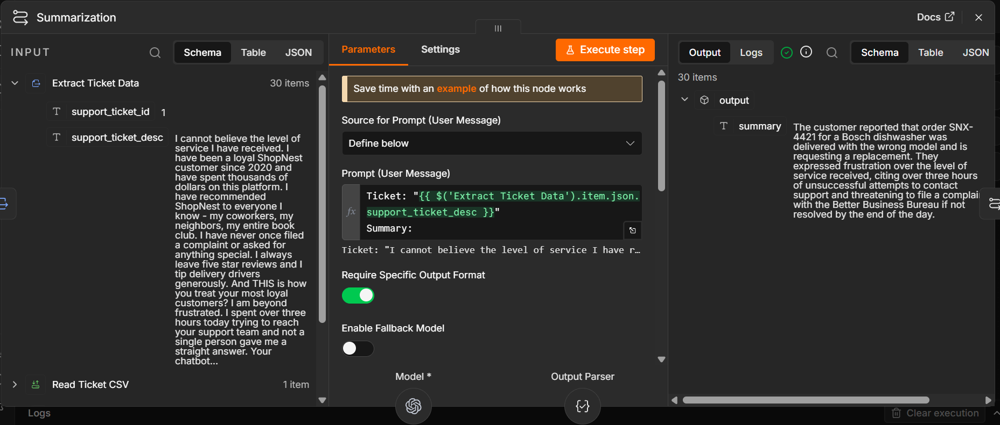 Summarization
Docs
INPUT
Schema
Table
JSON
Extract Ticket Data
30 items
support_ticket_id
1
support_ticket_desc
I cannot believe the level of
service I have received. I
have been a loyal ShopNest
customer since 2020 and
have spent thousands of
dollars on this platform. I
have recommended
ShopNest to everyone I
know - my coworkers, my
neighbors, my entire book
club. I have never once filed
a complaint or asked for
anything special. I always
leave five star reviews and I
tip delivery drivers
generously. And THIS is how
you treat your most loyal
customers? I am beyond
frustrated. I spent over three
hours today trying to reach
your support team and not a
single person gave me a
straight answer. Your
chatbot...
Read Ticket CSV
1 item
Parameters
Settings
Execute step
Save time with an example of how this node works
Source for Prompt (User Message)
Define below
Prompt (User Message)
fx
Ticket: "{{ $('Extract Ticket Data').item.json.
support_ticket_desc }}"
Summary:
Ticket: "I cannot believe the level of service I have r…
Require Specific Output Format
Enable Fallback Model
Model *
Output Parser
Output
Logs
Schema
Table
JSON
30 items
output
summary
The customer reported that order SNX-
4421 for a Bosch dishwasher was
delivered with the wrong model and is
requesting a replacement. They
expressed frustration over the level of
service received, citing over three hours
of unsuccessful attempts to contact
support and threatening to file a complai
with the Better Business Bureau if not
resolved by the end of the day.
Logs
Clear execution